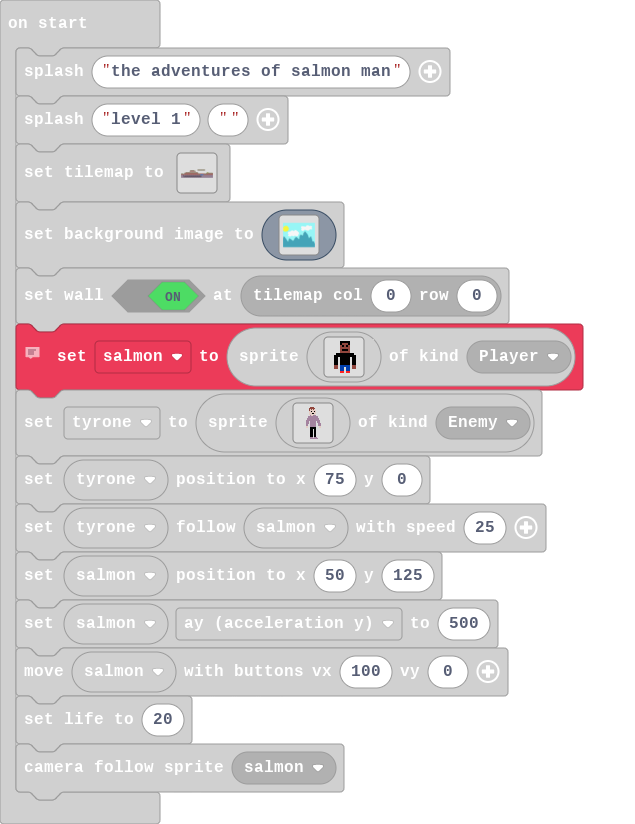 on start
splash "the adventures of salmon man"
splash "level 1" ""
set tilemap to
set background image to
set wall ON at tilemap col 0 row 0
set salmon to sprite of kind Player
set tyrone to sprite of kind Enemy
set tyrone position to x 75 y 0
set tyrone follow salmon with speed 25
set salmon position to x 50 y 125
set salmon ay (acceleration y) to 500
move salmon with buttons vx 100 vy 0
set life to 20
camera follow sprite salmon